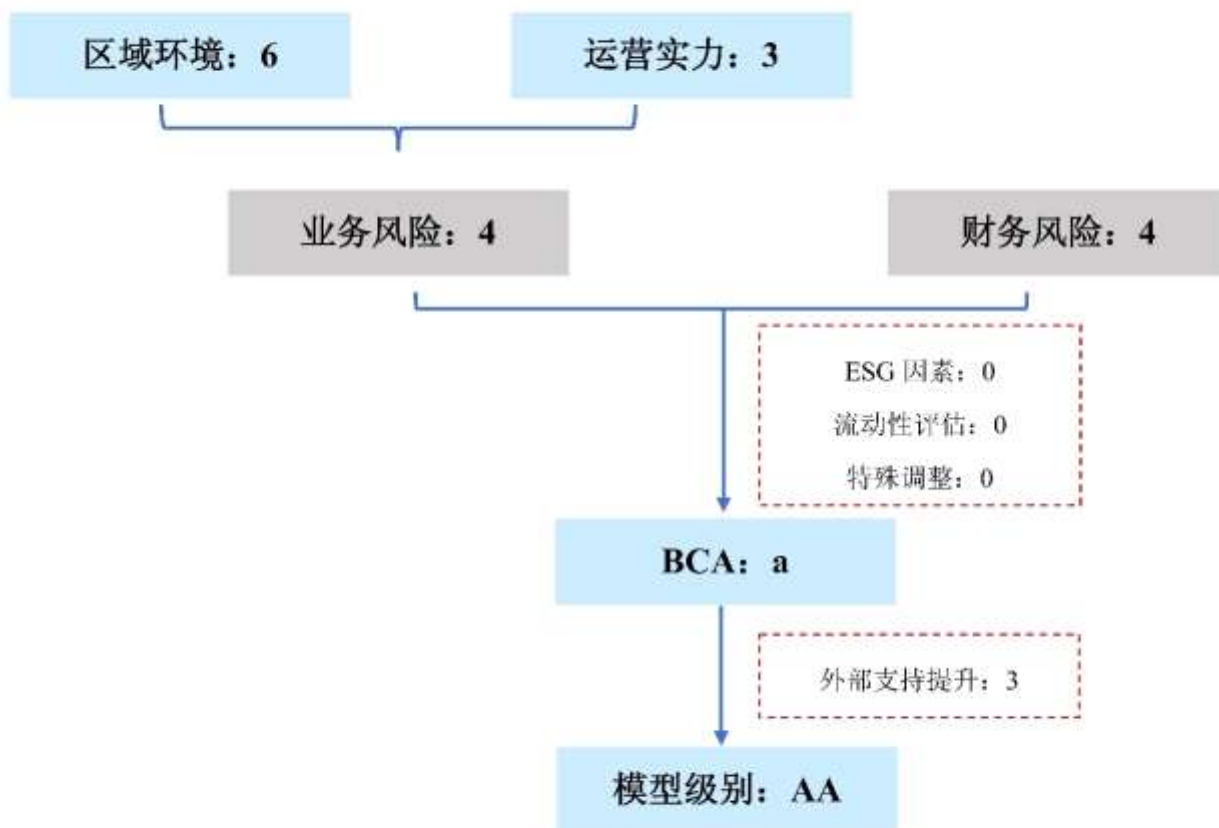 区域环境：6
运营实力：3
业务风险：4
财务风险：4
ESG 因素：0
流动性评估：0
特殊调整：0
BCA：a
外部支持提升：3
模型级别：AA